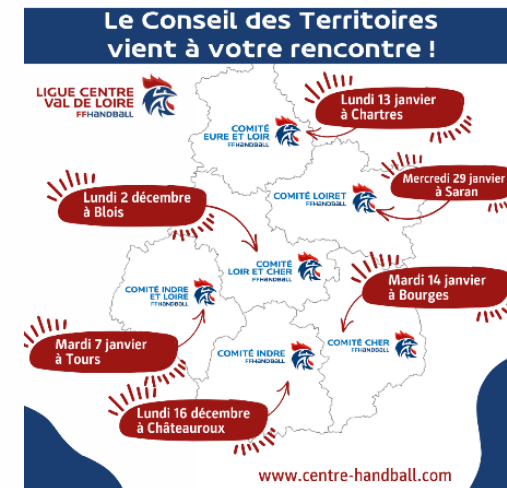 Le Conseil des Territoires
vient à votre rencontre !
LIGUE CENTRE
VAL DE LOIRE
FFHANDBALL
Lundi 13 janvier
à Chartres
COMITÉ
EURE ET LOIR
FFHANDBALL
Mercredi 29 janvier
à Saran
COMITÉ LOIRET
FFHANDBALL
Lundi 2 décembre
à Blois
COMITÉ
LOIR ET CHER
FFHANDBALL
Mardi 14 janvier
à Bourges
COMITÉ INDRE
ET LOIRE
FFHANDBALL
Mardi 7 janvier
à Tours
COMITÉ INDRE
FFHANDBALL
COMITÉ CHER
FFHANDBALL
Lundi 16 décembre
à Châteauroux
www.centre-handball.com